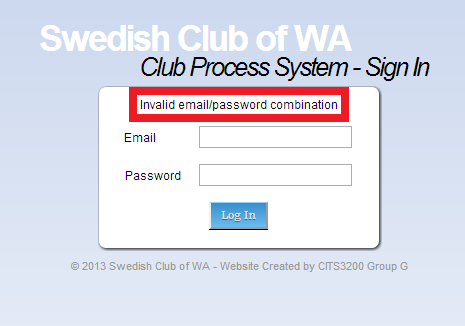 Swedish Club of WA
Club Process System - Sign In
Invalid email/password combination
Email
Password
Log In
© 2013 Swedish Club of WA - Website Created by CITS3200 Group G